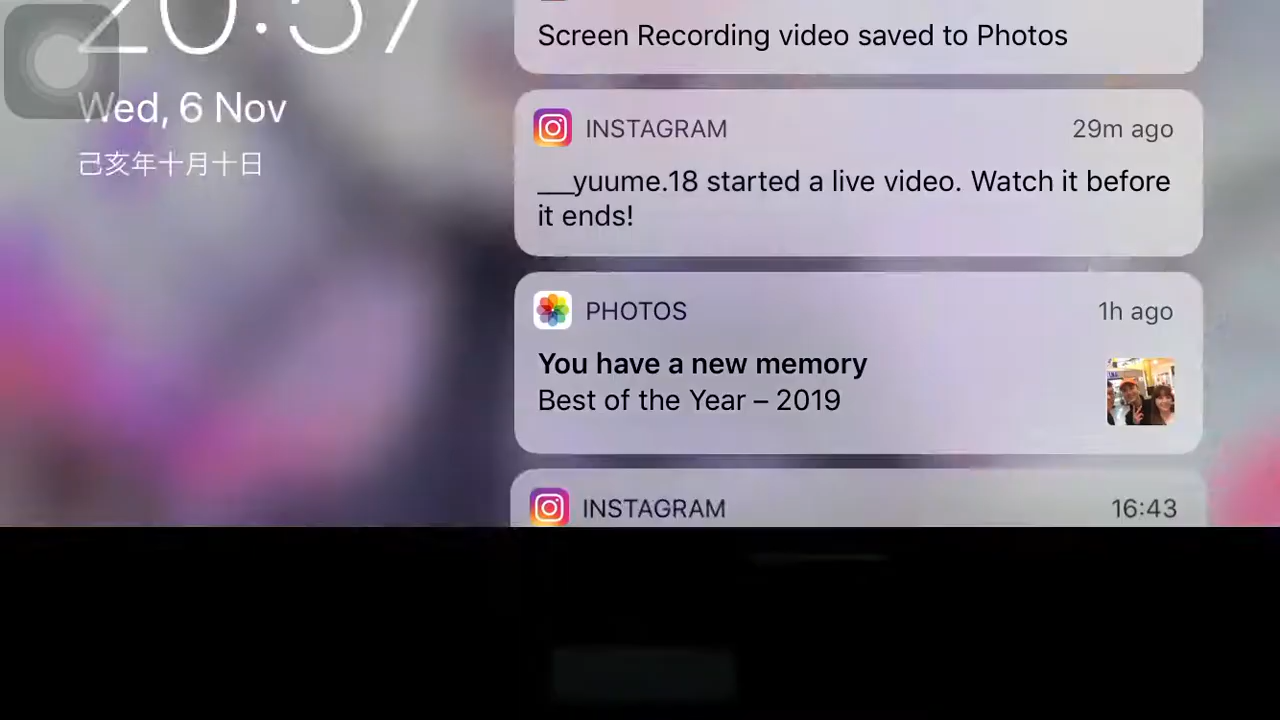 20:57
Wed, 6 Nov
己亥年十月十日
Screen Recording video saved to Photos
INSTAGRAM 29m ago
___yuume.18 started a live video. Watch it before
it ends!
PHOTOS 1h ago
You have a new memory
Best of the Year – 2019
INSTAGRAM 16:43